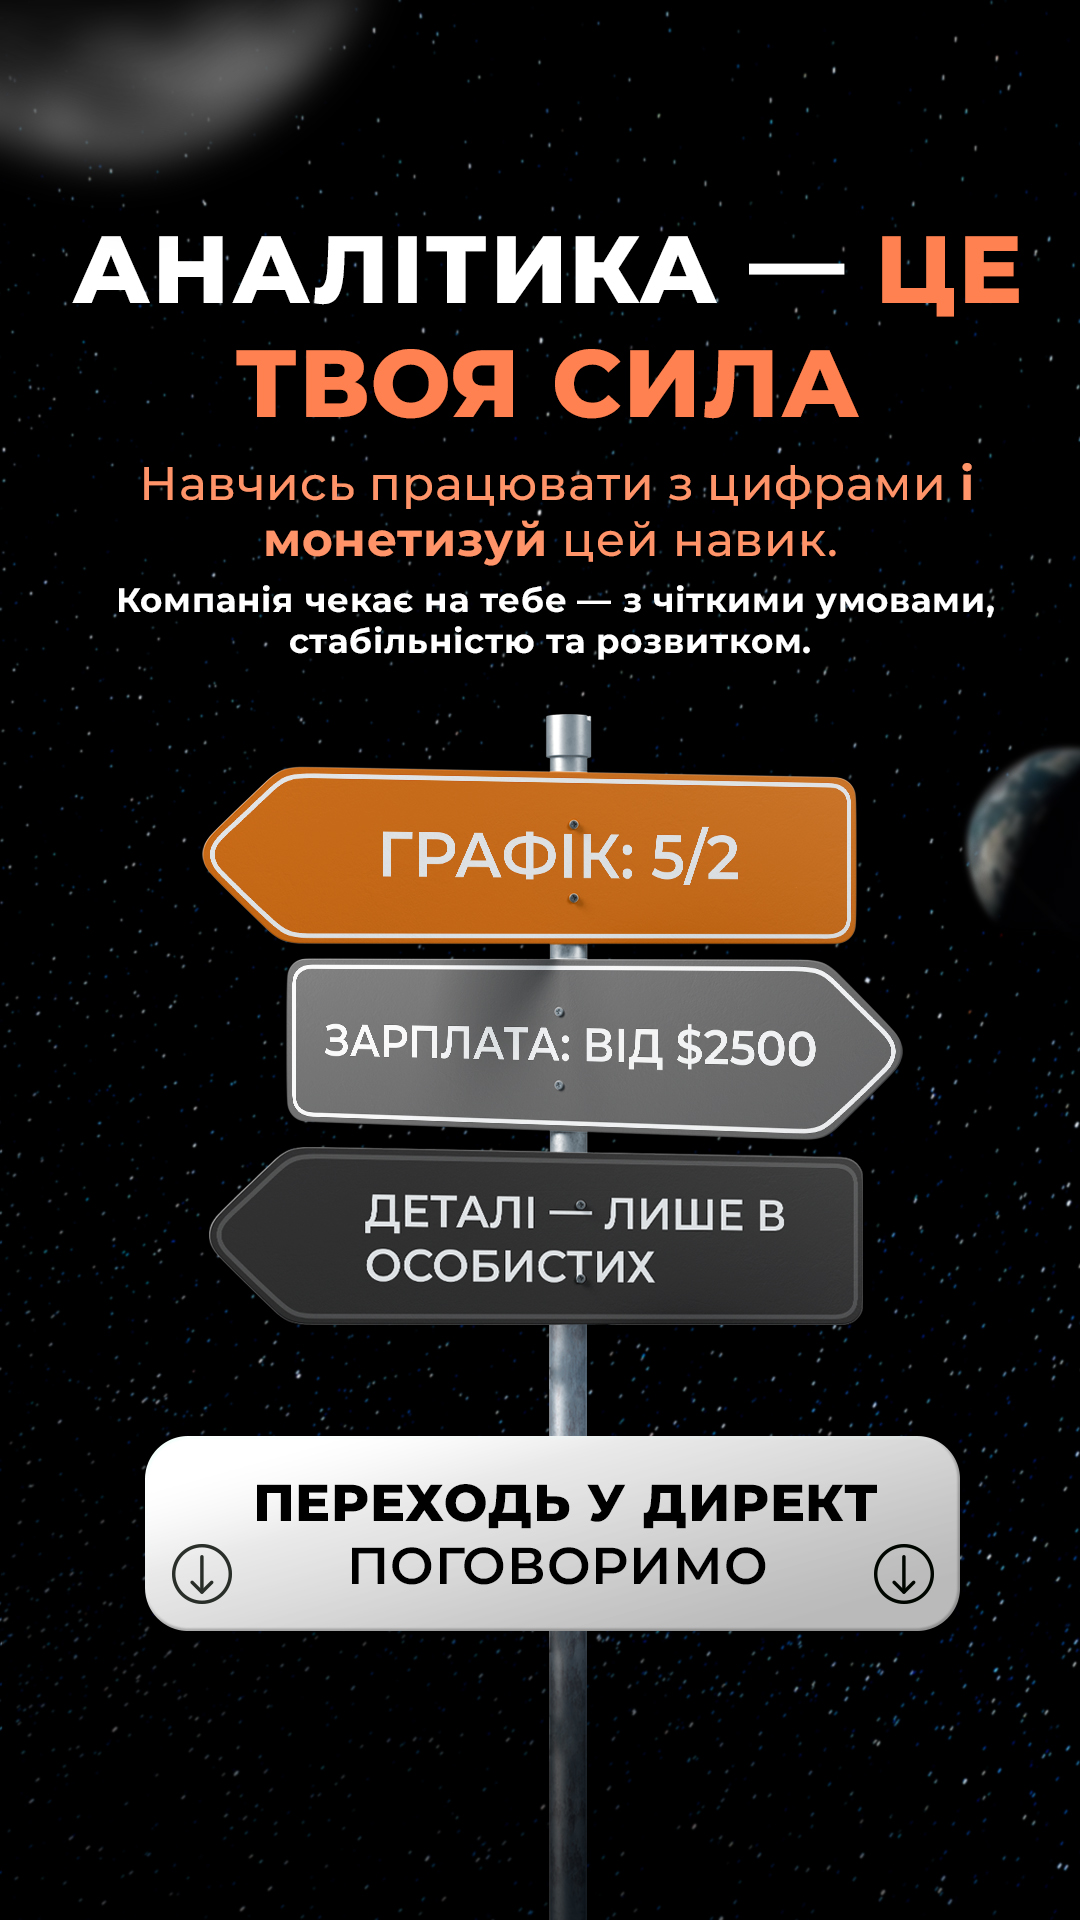 АНАЛІТИКА — ЦЕ
ТВОЯ СИЛА
Навчись працювати з цифрами і
монетизуй цей навик.
Компанія чекає на тебе — з чіткими умовами,
стабільністю та розвитком.
ГРАФІК: 5/2
ЗАРПЛАТА: ВІД $2500
ДЕТАЛІ — ЛИШЕ В
ОСОБИСТИХ
ПЕРЕХОДЬ У ДИРЕКТ
ПОГОВОРИМО